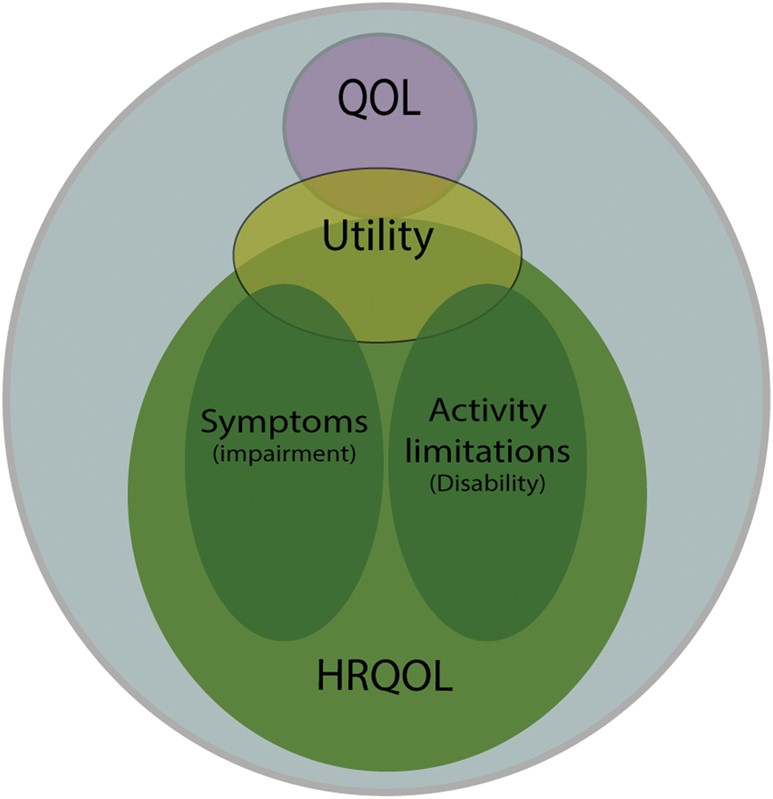 QOL
Utility
Symptoms
(impairment)
Activity
limitations
(Disability)
HRQOL